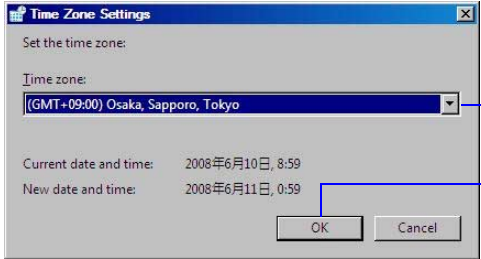 Time Zone Settings
Set the time zone:
Time zone:
(GMT+09:00) Osaka, Sapporo, Tokyo
Current date and time: 2008年6月10日, 8:59
New date and time: 2008年6月11日, 0:59
OK Cancel